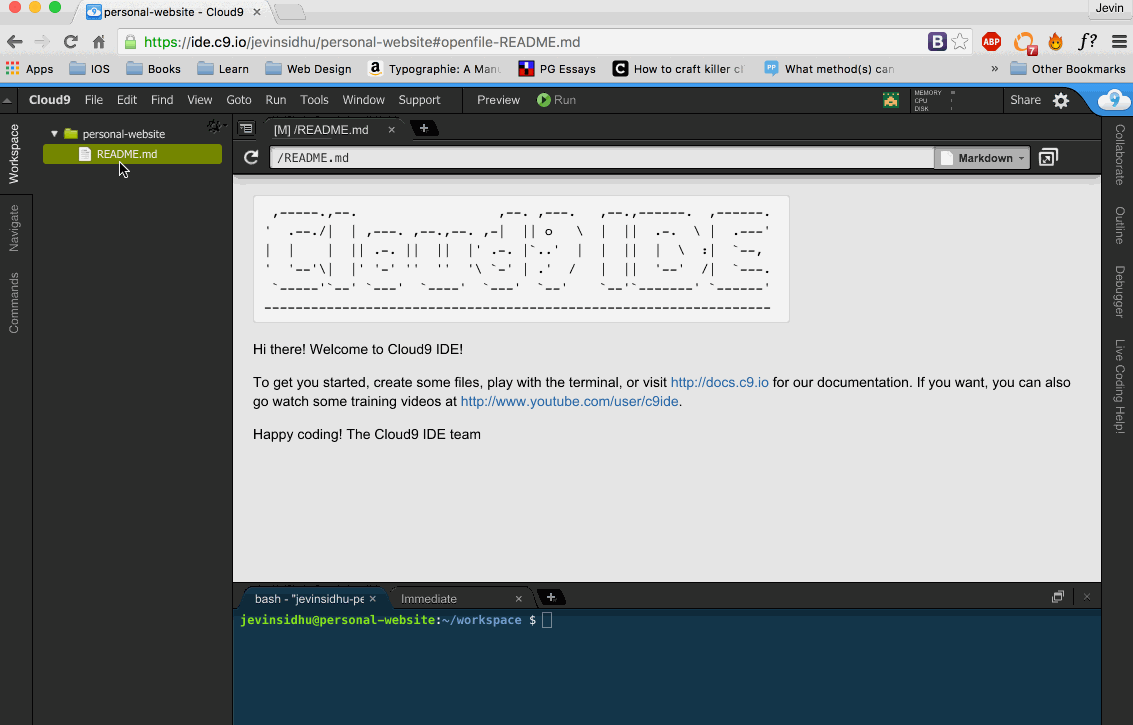 personal-website - Cloud9
Jevin
https://ide.c9.io/jevinsidhu/personal-website#openfile-README.md
B
ABP
7
f?
Apps
IOS
Books
Learn
Web Design
Typographie: A Manu
PG Essays
How to craft killer cl
What method(s) can
»
Other Bookmarks
Cloud9 File Edit Find View Goto Run Tools Window Support Preview Run
MEMORY
CPU
DISK
Share
Workspace
Navigate
Commands
personal-website
README.md
[M] /README.md
/README.md
Markdown
Collaborate
Outline
Debugger
Live Coding Help!
Hi there! Welcome to Cloud9 IDE!
To get you started, create some files, play with the terminal, or visit http://docs.c9.io for our documentation. If you want, you can also
go watch some training videos at http://www.youtube.com/user/c9ide.
Happy coding! The Cloud9 IDE team
bash - "jevinsidhu-pe
Immediate
jevinsidhu@personal-website:~/workspace $